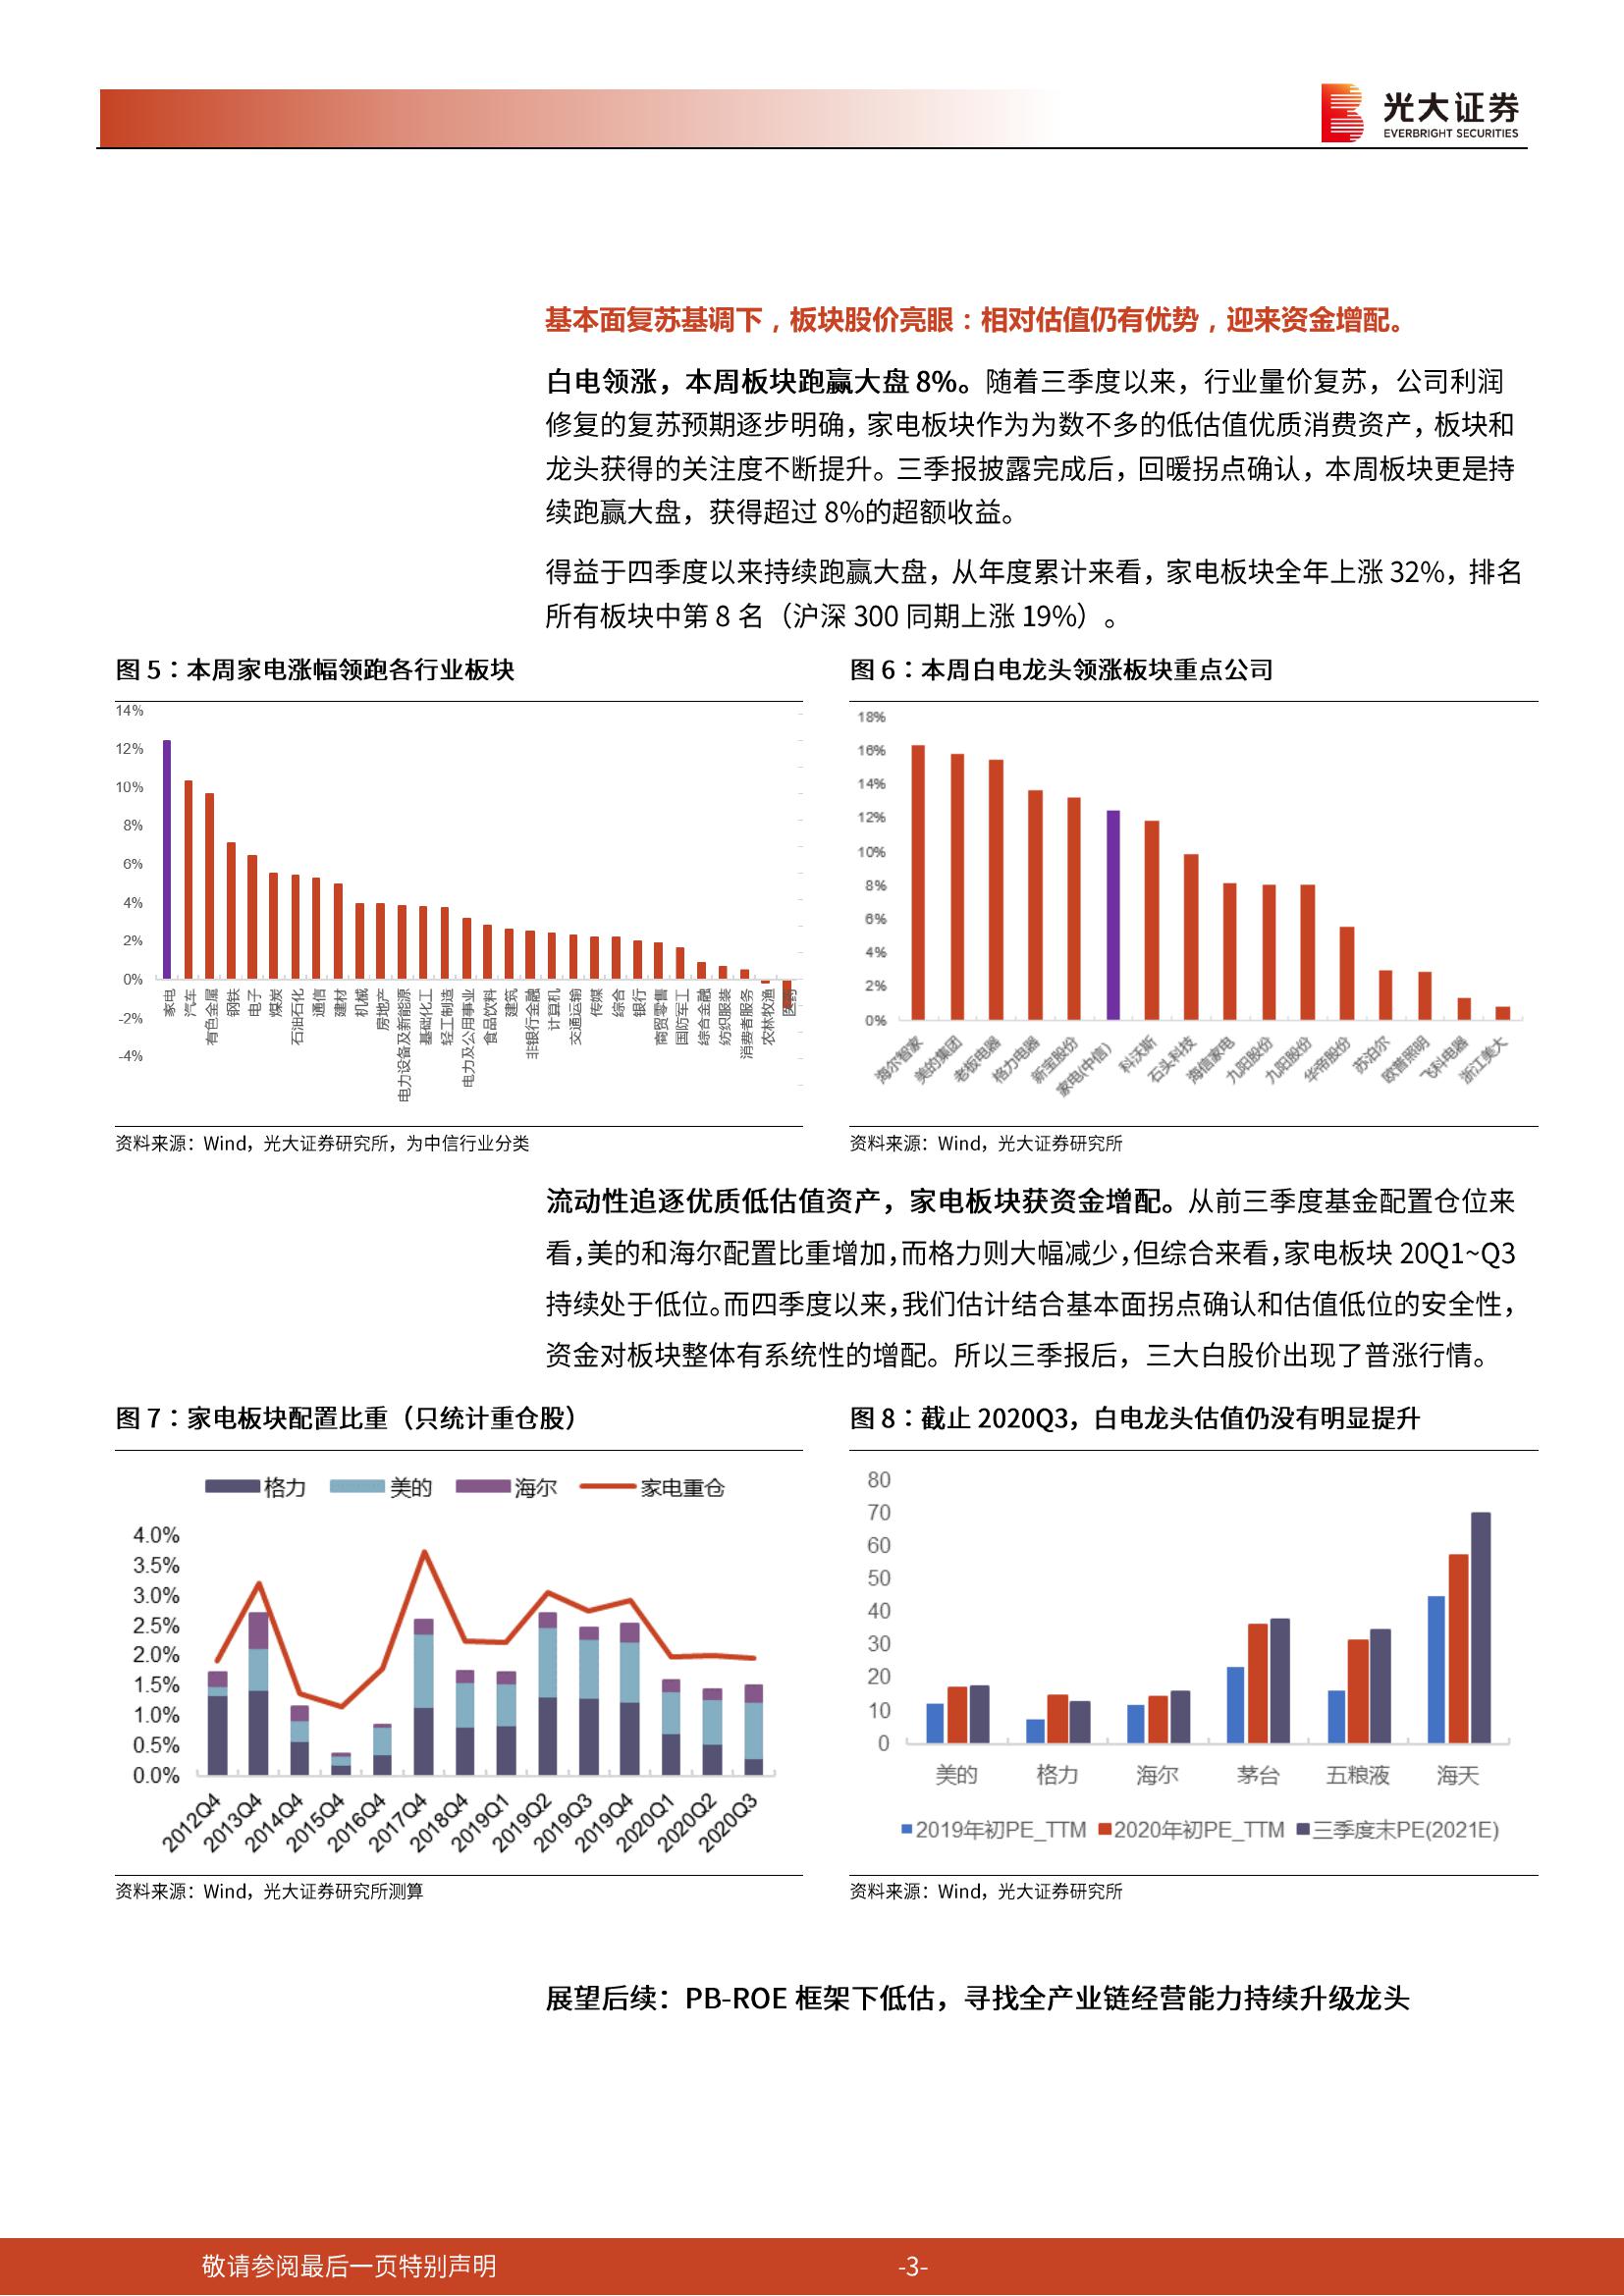 光大证券
EVERBRIGHT SECURITIES
基本面复苏基调下，板块股价亮眼：相对估值仍有优势，迎来资金增配。
白电领涨，本周板块跑赢大盘 8%。随着三季度以来，行业量价复苏，公司利润
修复的复苏预期逐步明确，家电板块作为为数不多的低估值优质消费资产，板块和
龙头获得的关注度不断提升。三季报披露完成后，回暖拐点确认，本周板块更是持
续跑赢大盘，获得超过 8%的超额收益。
得益于四季度以来持续跑赢大盘，从年度累计来看，家电板块全年上涨 32%，排名
所有板块中第 8 名（沪深 300 同期上涨 19%）。
图 5：本周家电涨幅领跑各行业板块
14%
12%
10%
8%
6%
4%
2%
0%
-2%
-4%
家电
汽车
有色金属
钢铁
电子
煤炭
石油石化
通信
建材
机械
房地产
电力设备及新能源
基础化工
轻工制造
电力及公用事业
食品饮料
建筑
非银行金融
计算机
交通运输
传媒
综合
银行
商贸零售
国防军工
综合金融
纺织服装
消费者服务
农林牧渔
医药
资料来源：Wind，光大证券研究所，为中信行业分类
图 6：本周白电龙头领涨板块重点公司
18%
16%
14%
12%
10%
8%
6%
4%
2%
0%
海尔智家
美的集团
老板电器
格力电器
新宝股份
家电(中信)
科沃斯
石头科技
海信家电
九阳股份
九阳股份
华帝股份
苏泊尔
欧普照明
飞科电器
浙江美大
资料来源：Wind，光大证券研究所
流动性追逐优质低估值资产，家电板块获资金增配。从前三季度基金配置仓位来
看，美的和海尔配置比重增加，而格力则大幅减少，但综合来看，家电板块 20Q1~Q3
持续处于低位。而四季度以来，我们估计结合基本面拐点确认和估值低位的安全性，
资金对板块整体有系统性的增配。所以三季报后，三大白股价出现了普涨行情。
图 7：家电板块配置比重（只统计重仓股）
格力 美的 海尔 家电重仓
4.0%
3.5%
3.0%
2.5%
2.0%
1.5%
1.0%
0.5%
0.0%
2012Q4
2013Q4
2014Q4
2015Q4
2016Q4
2017Q4
2018Q4
2019Q1
2019Q2
2019Q3
2019Q4
2020Q1
2020Q2
2020Q3
资料来源：Wind，光大证券研究所测算
图 8：截止 2020Q3，白电龙头估值仍没有明显提升
80
70
60
50
40
30
20
10
0
美的 格力 海尔 茅台 五粮液 海天
2019年初PE_TTM 2020年初PE_TTM 三季度末PE(2021E)
资料来源：Wind，光大证券研究所
展望后续：PB-ROE 框架下低估，寻找全产业链经营能力持续升级龙头
敬请参阅最后一页特别声明 -3-